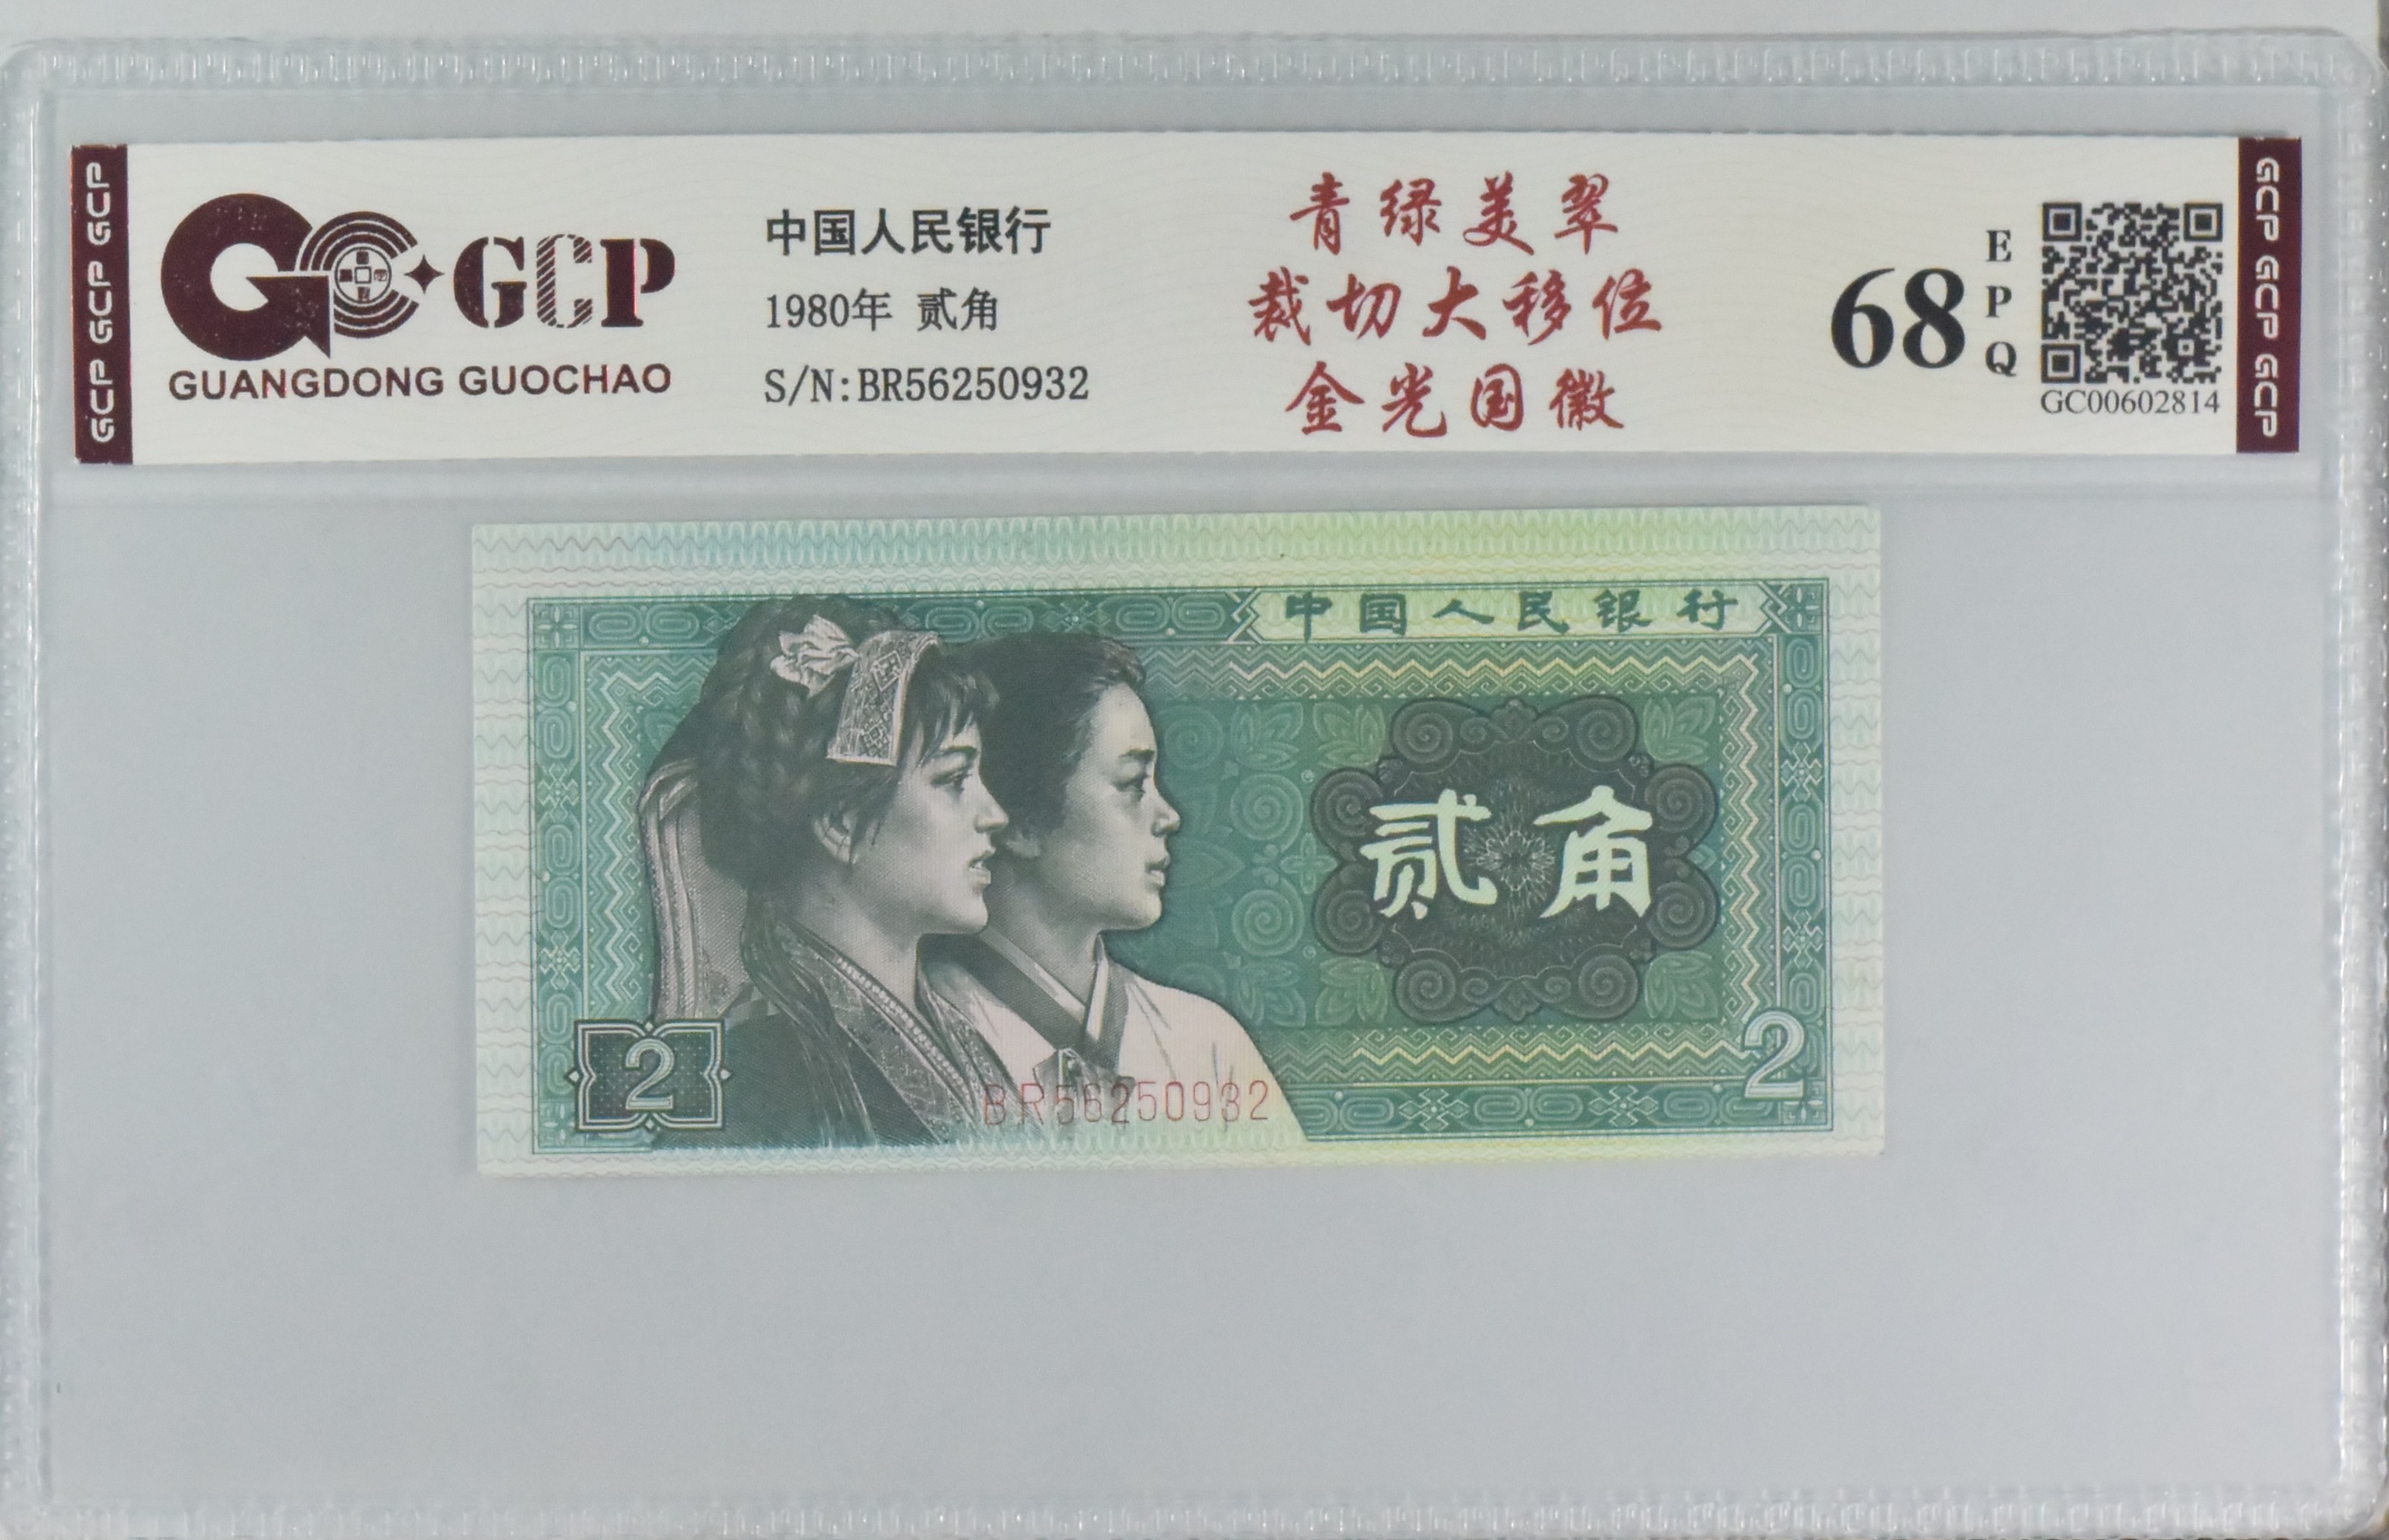 GCP GCP GCP
GC GCP
GUANGDONG GUOCHAO
中国人民银行
1980年 贰角
S/N:BR56250932
青绿美翠
裁切大移位
金光国徽
68
EPQ
GC00602814
GCP GCP GCP
中国人民银行
贰角
2
BR56250932
2